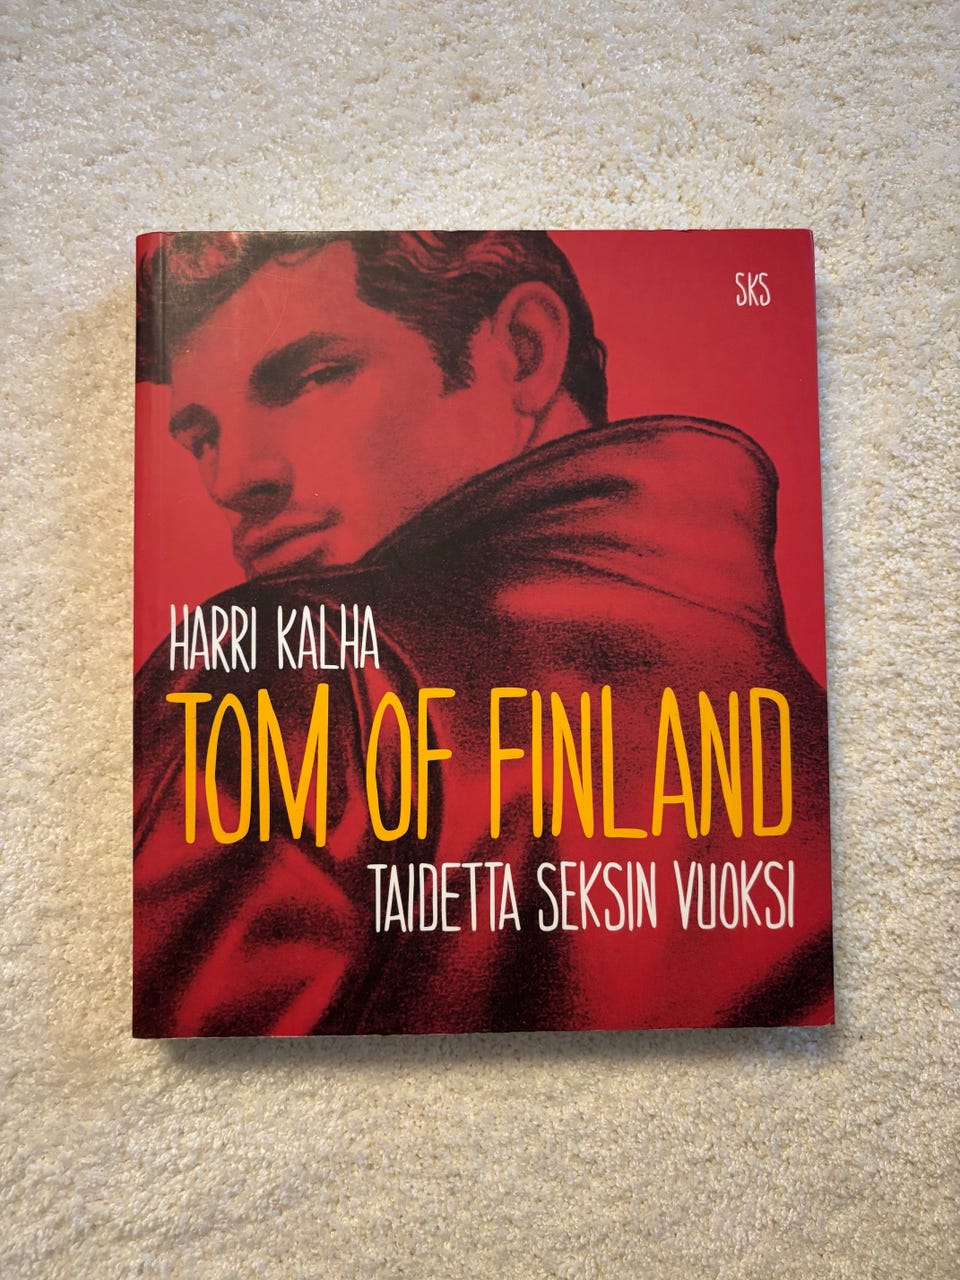 SKS
HARRI KALHA
TOM OF FINLAND
TAIDETTA SEKSIN VUOKSI